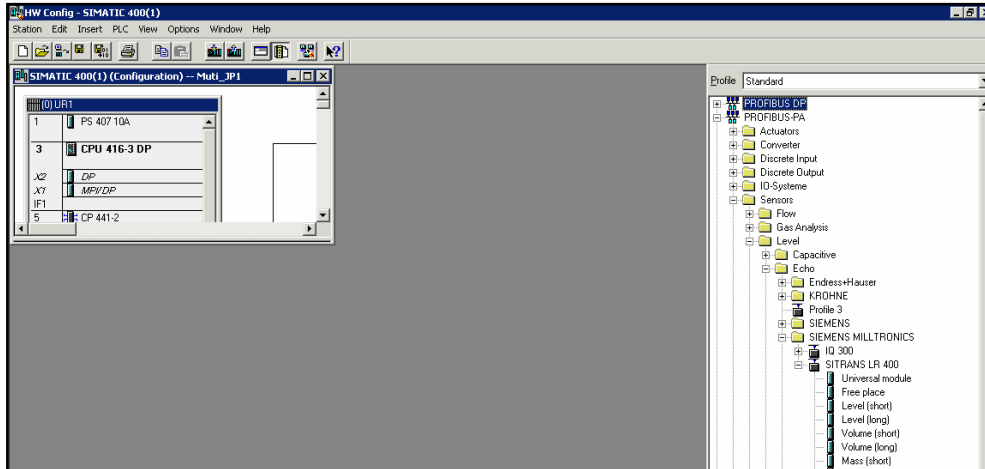 HW Config - SIMATIC 400(1)
Station Edit Insert PLC View Options Window Help
SIMATIC 400(1) (Configuration) -- Muti_JP1
(0) UR1
1 PS 407 10A
3 CPU 416-3 DP
X2 DP
X1 MPI/DP
IF1
5 CP 441-2
Profile Standard
PROFIBUS DP
PROFIBUS-PA
Actuators
Converter
Discrete Input
Discrete Output
IO-Systeme
Sensors
Flow
Gas Analysis
Level
Capacitive
Echo
Endress+Hauser
KROHNE
Profile 3
SIEMENS
SIEMENS MILLTRONICS
IQ 300
SITRANS LR 400
Universal module
Free place
Level (short)
Level (long)
Volume (short)
Volume (long)
Mass (short)